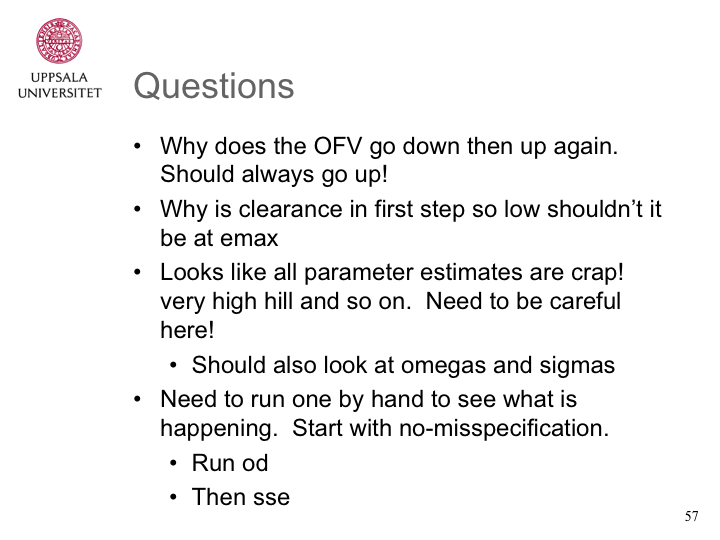 UPPSALA
UNIVERSITET
Questions
• Why does the OFV go down then up again.
Should always go up!
• Why is clearance in first step so low shouldn’t it
be at emax
• Looks like all parameter estimates are crap!
very high hill and so on.  Need to be careful
here!
• Should also look at omegas and sigmas
• Need to run one by hand to see what is
happening.  Start with no-misspecification.
• Run od
• Then sse
57